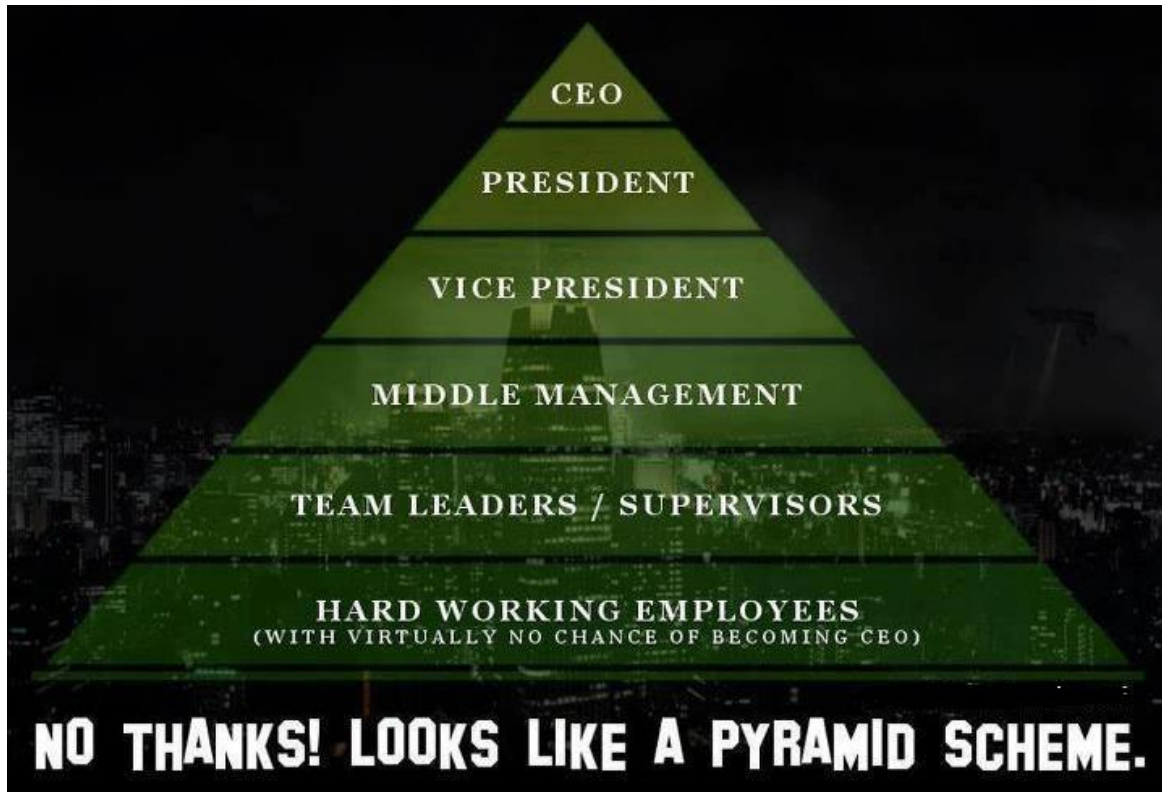 CEO
PRESIDENT
VICE PRESIDENT
MIDDLE MANAGEMENT
TEAM LEADERS / SUPERVISORS
HARD WORKING EMPLOYEES
(WITH VIRTUALLY NO CHANCE OF BECOMING CEO)
NO THANKS! LOOKS LIKE A PYRAMID SCHEME.